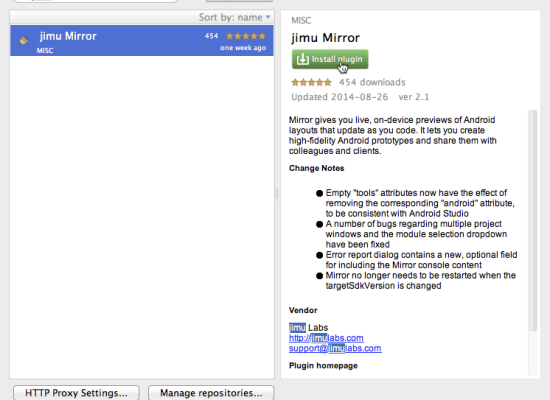 Sort by: name
jimu Mirror
454
MISC
one week ago
HTTP Proxy Settings...
Manage repositories...
MISC
jimu Mirror
Install plugin
454 downloads
Updated 2014-08-26 ver 2.1
Mirror gives you live, on-device previews of Android
layouts that update as you code. It lets you create
high-fidelity Android prototypes and share them with
colleagues and clients.
Change Notes
Empty "tools" attributes now have the effect of
removing the corresponding "android" attribute,
to be consistent with Android Studio
A number of bugs regarding multiple project
windows and the module selection dropdown
have been fixed
Error report dialog contains a new, optional field
for including the Mirror console content
Mirror no longer needs to be restarted when the
targetSdkVersion is changed
Vendor
jimu Labs
http://jimulabs.com
support@jimulabs.com
Plugin homepage